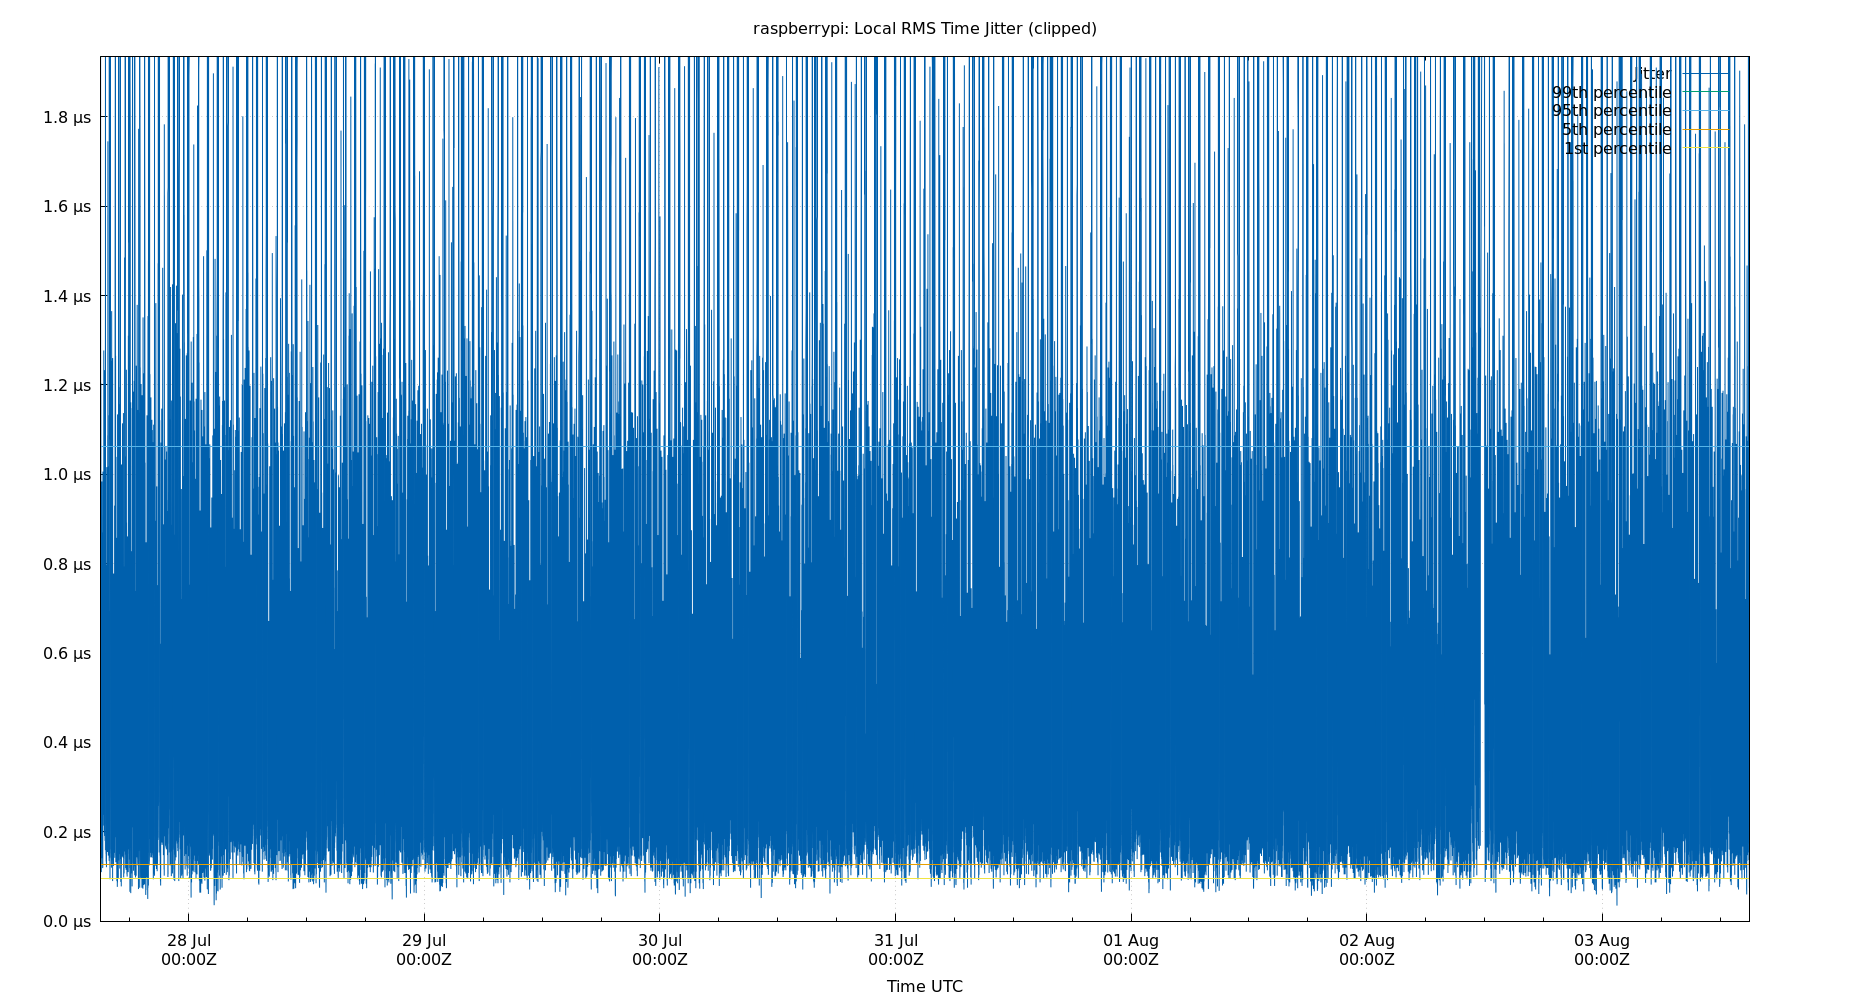 raspberrypi: Local RMS Time Jitter (clipped)
Jitter
99th percentile
95th percentile
5th percentile
1st percentile
1.8 µs
1.6 µs
1.4 µs
1.2 µs
1.0 µs
0.8 µs
0.6 µs
0.4 µs
0.2 µs
0.0 µs
28 Jul 29 Jul 30 Jul 31 Jul 01 Aug 02 Aug 03 Aug
00:00Z 00:00Z 00:00Z 00:00Z 00:00Z 00:00Z 00:00Z
Time UTC